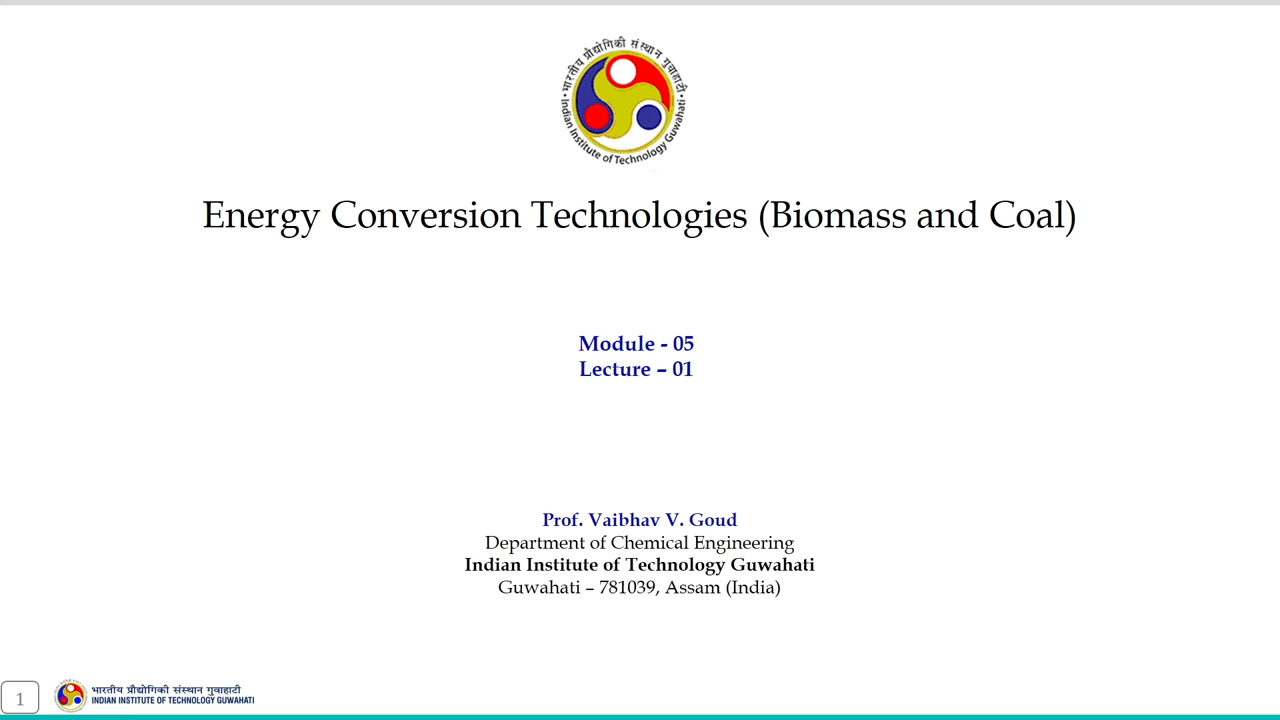 भारतीय प्रौद्योगिकी संस्थान गुवाहाटी
Indian Institute of Technology Guwahati
Energy Conversion Technologies (Biomass and Coal)
Module - 05
Lecture – 01
Prof. Vaibhav V. Goud
Department of Chemical Engineering
Indian Institute of Technology Guwahati
Guwahati – 781039, Assam (India)
1
भारतीय प्रौद्योगिकी संस्थान गुवाहाटी
INDIAN INSTITUTE OF TECHNOLOGY GUWAHATI